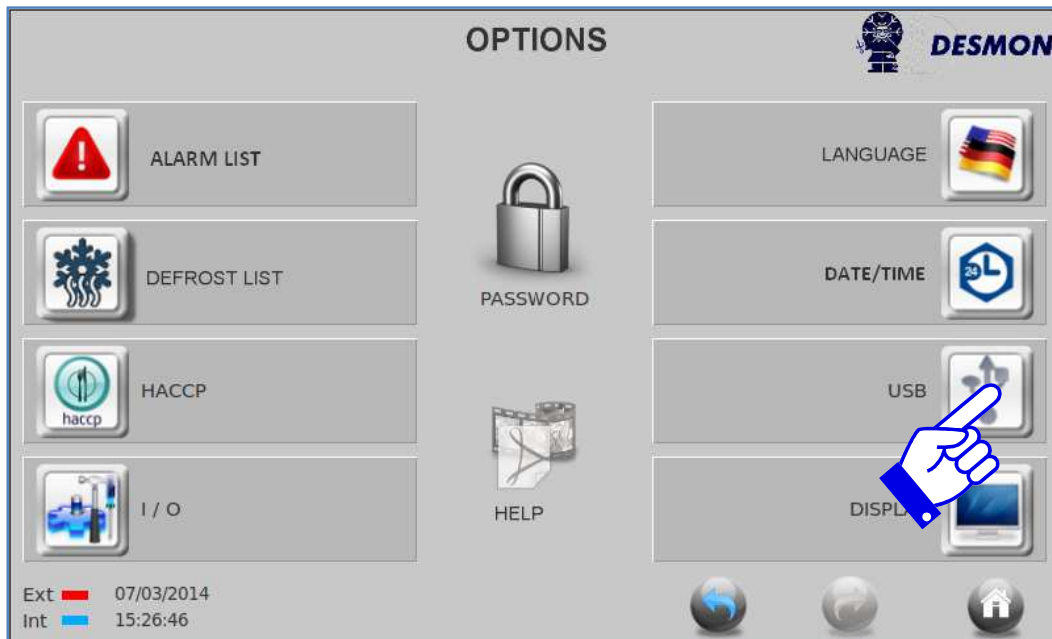 OPTIONS
DESMON
ALARM LIST
DEFROST LIST
HACCP
haccp
I / O
PASSWORD
HELP
LANGUAGE
24
DATE/TIME
USB
Ext
07/03/2014
Int
15:26:46